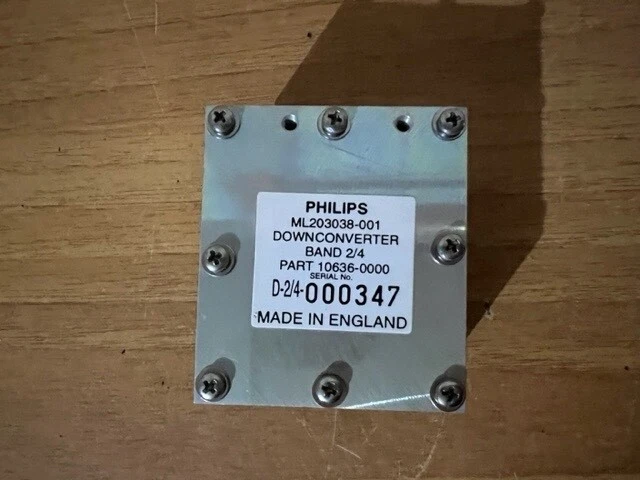 PHILIPS
ML203038-001
DOWNCONVERTER
BAND 2/4
PART 10636-0000
SERIAL No.
D-2/4-000347
MADE IN ENGLAND